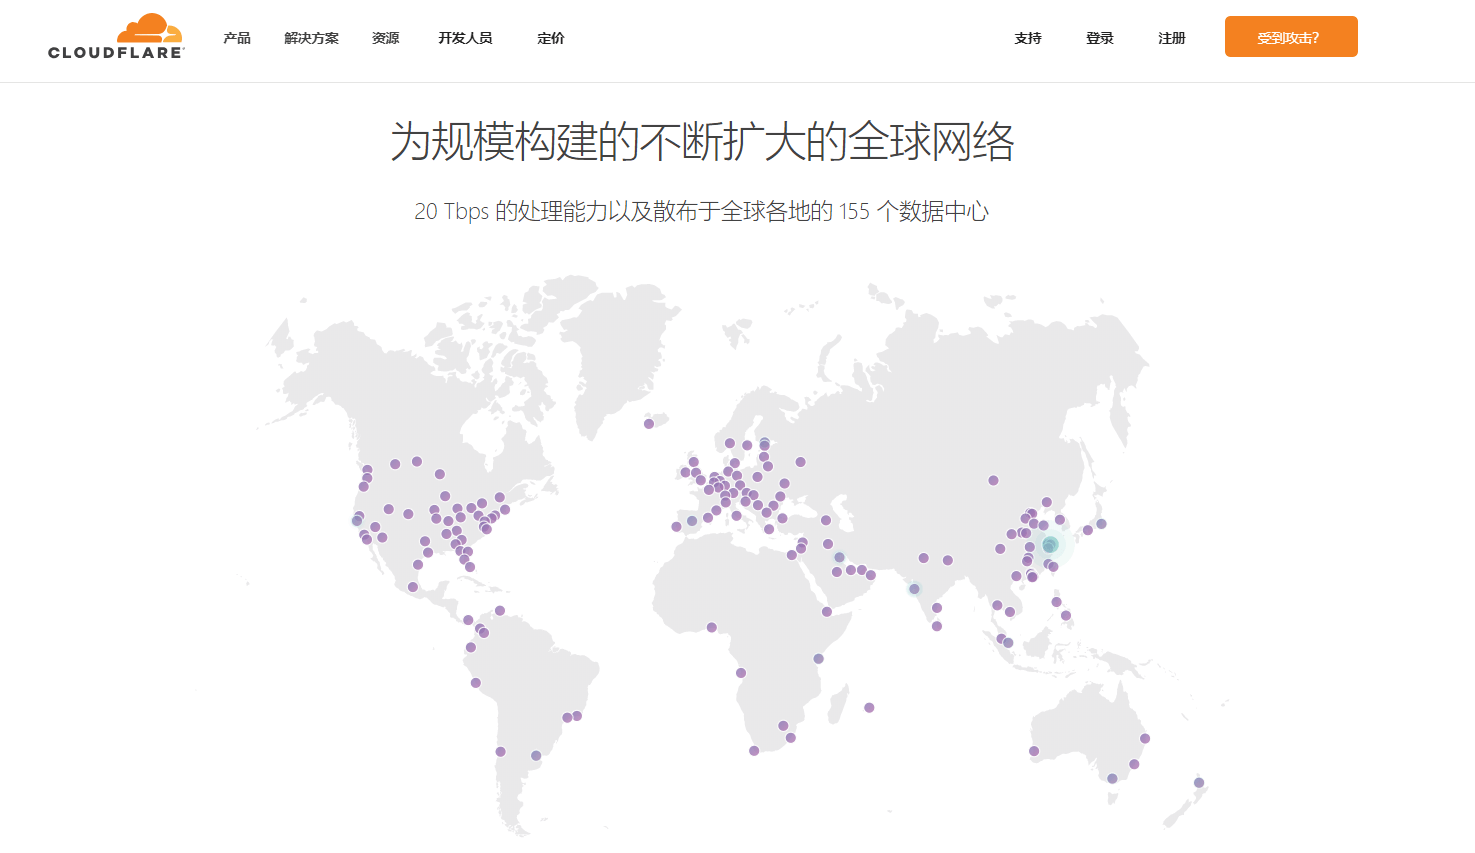 CLOUDFLARE
产品 解决方案 资源 开发人员 定价 支持 登录 注册 受到攻击?
为规模构建的不断扩大的全球网络
20 Tbps 的处理能力以及散布于全球各地的 155 个数据中心